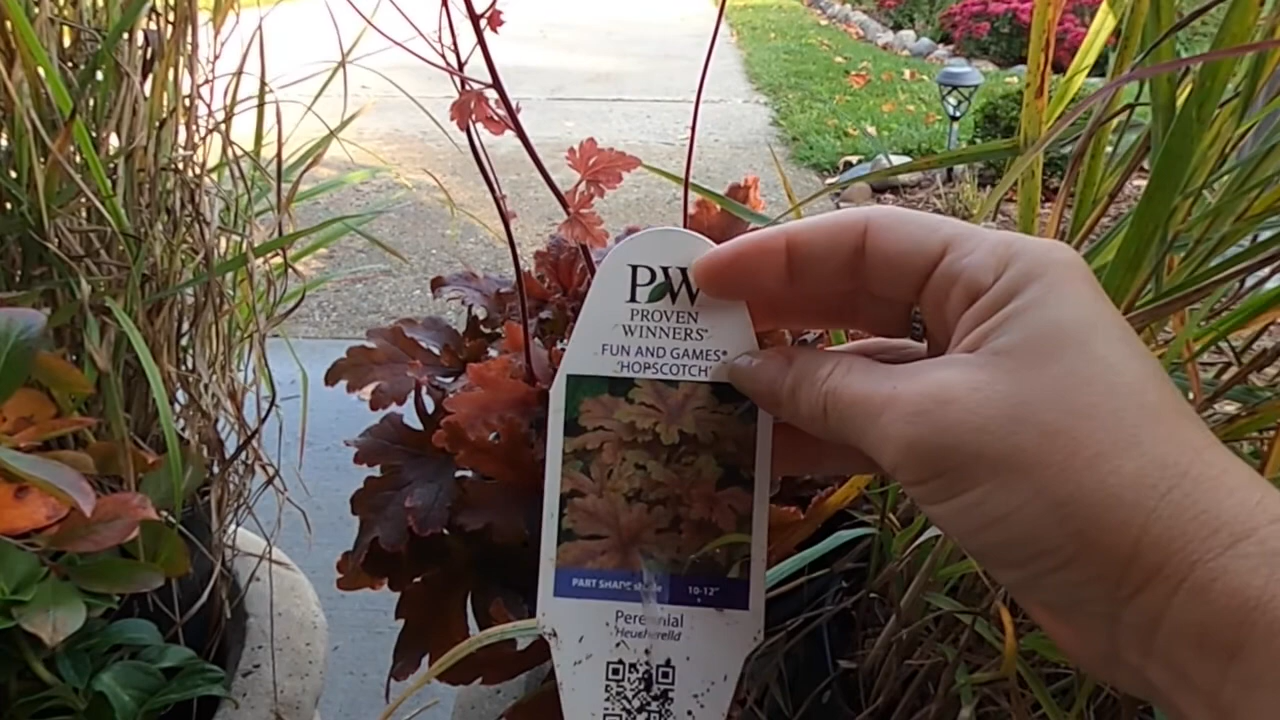 PW
PROVEN
WINNERS®
FUN AND GAMES®
'HOPSCOTCH'
PART SHADE 10-12"
Perennial
Heucherella